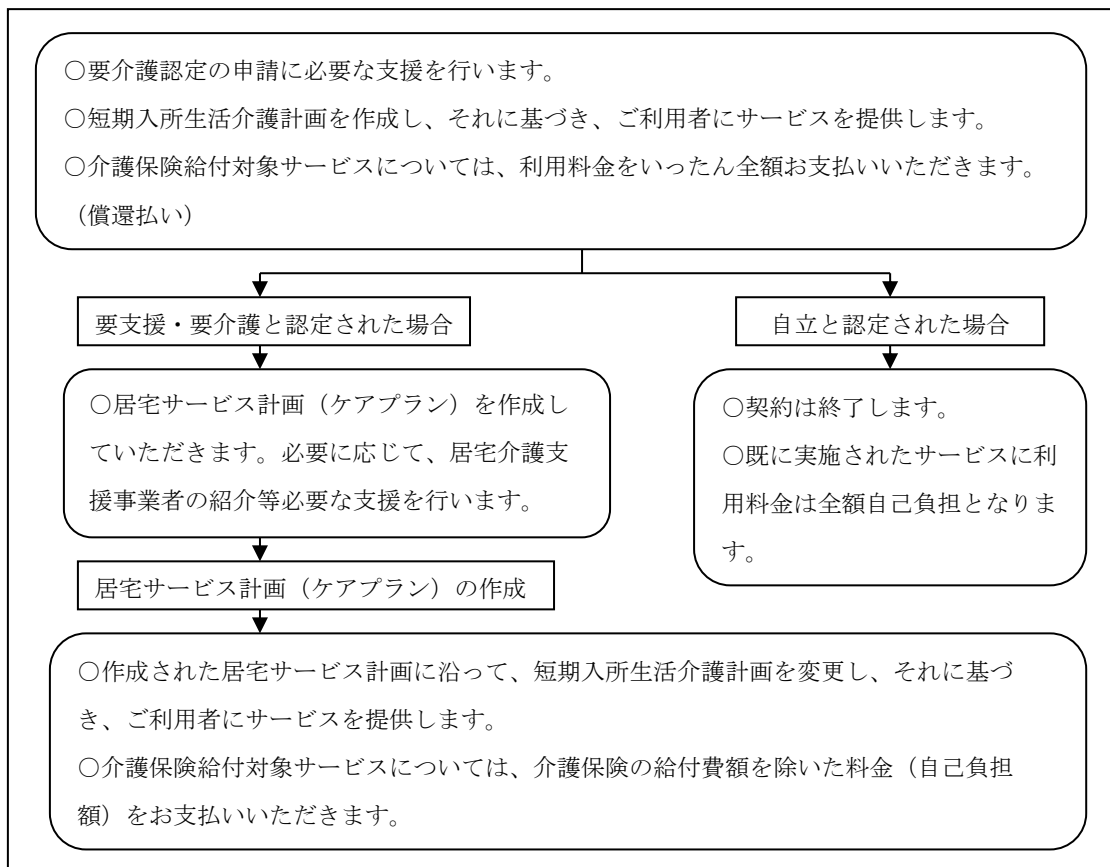 ○要介護認定の申請に必要な支援を行います。
○短期入所生活介護計画を作成し、それに基づき、ご利用者にサービスを提供します。
○介護保険給付対象サービスについては、利用料金をいったん全額お支払いいただきます。
（償還払い）
要支援・要介護と認定された場合
自立と認定された場合
○居宅サービス計画（ケアプラン）を作成し
ていただきます。必要に応じて、居宅介護支
援事業者の紹介等必要な支援を行います。
○契約は終了します。
○既に実施されたサービスに利
用料金は全額自己負担となりま
す。
居宅サービス計画（ケアプラン）の作成
○作成された居宅サービス計画に沿って、短期入所生活介護計画を変更し、それに基づ
き、ご利用者にサービスを提供します。
○介護保険給付対象サービスについては、介護保険の給付費額を除いた料金（自己負担
額）をお支払いいただきます。